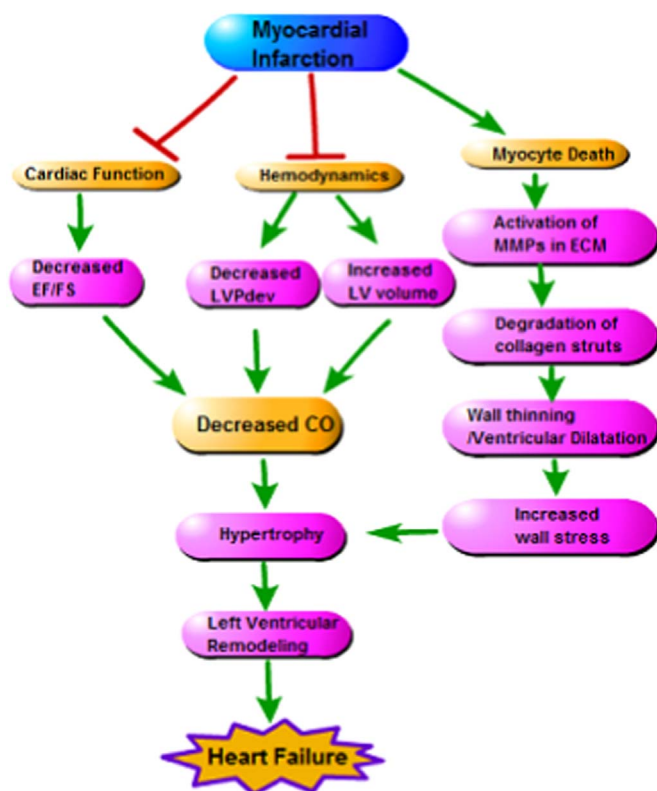 Myocardial
Infarction
Cardiac Function
Hemodynamics
Myocyte Death
Decreased
EF/FS
Decreased
LVPdev
Increased
LV volume
Activation of
MMPs in ECM
Degradation of
collagen struts
Decreased CO
Wall thinning
/Ventricular Dilatation
Hypertrophy
Increased
wall stress
Left Ventricular
Remodeling
Heart Failure